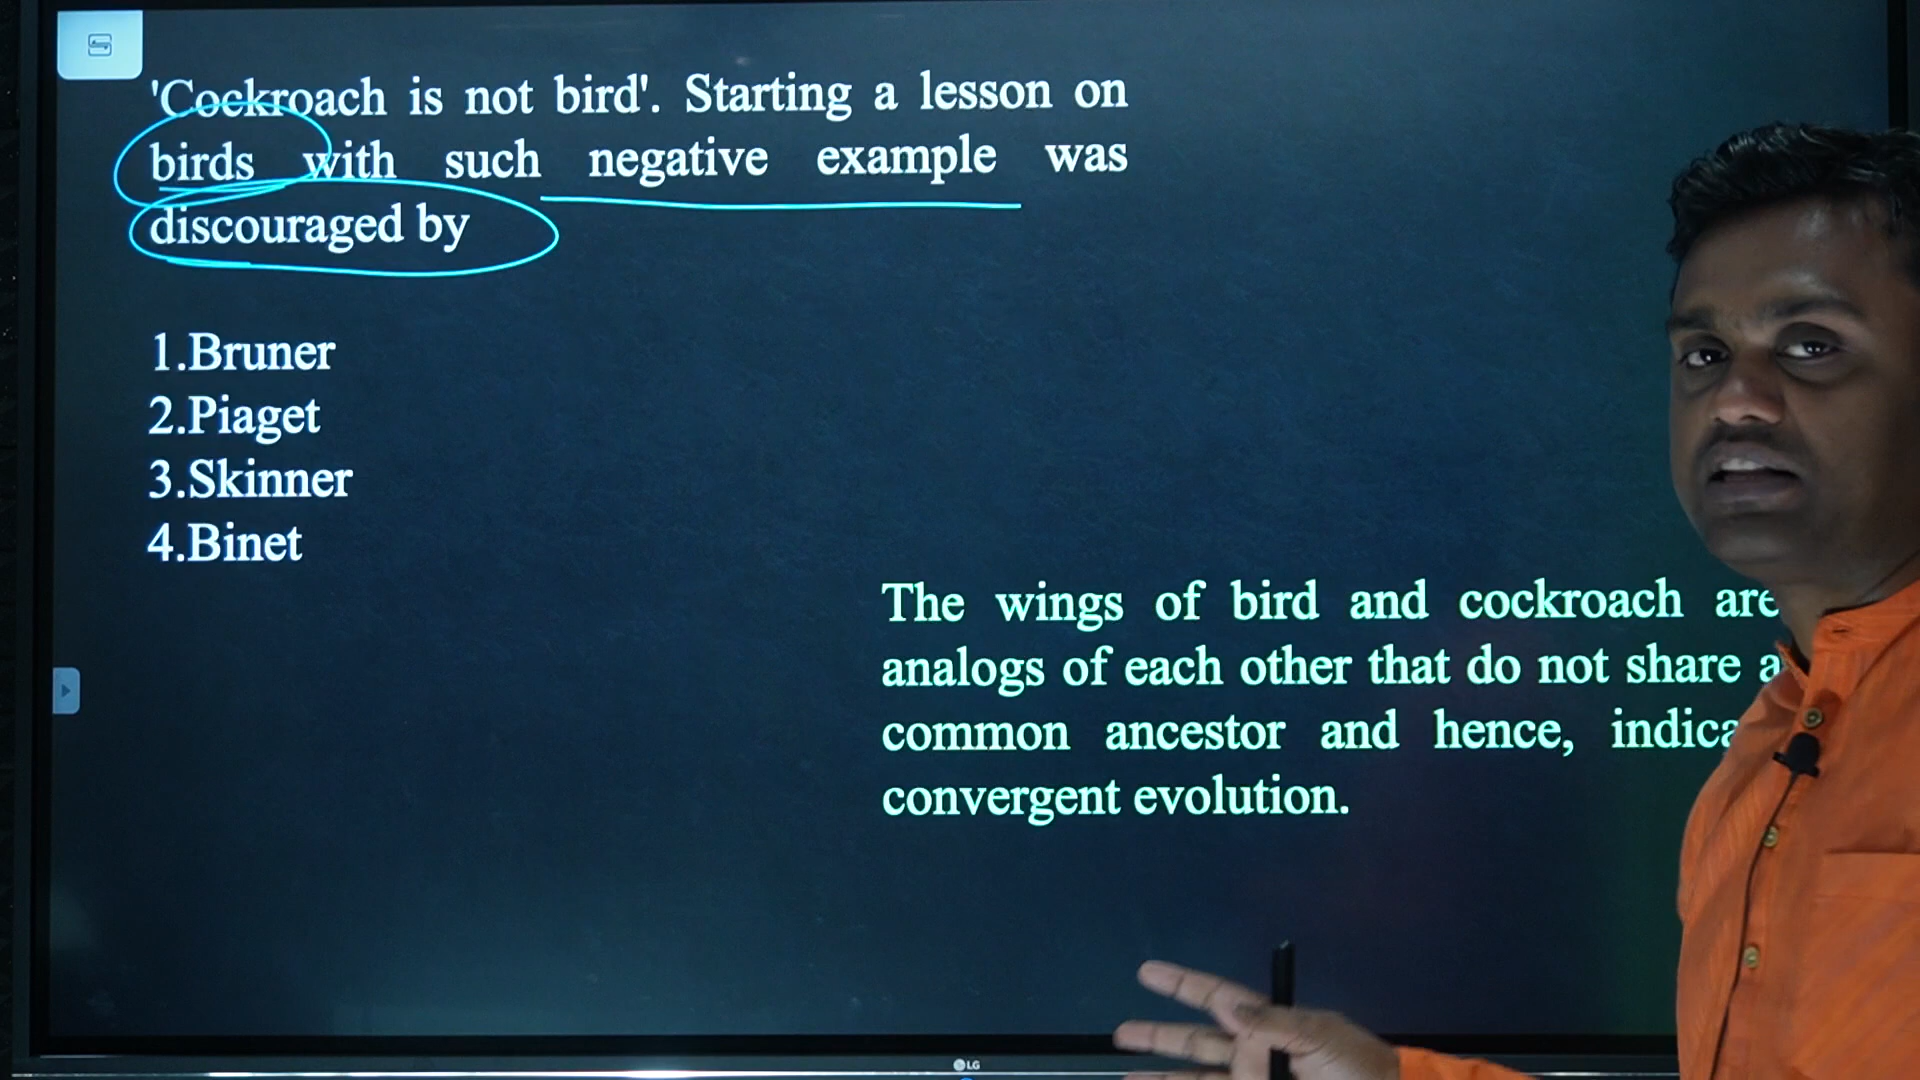 'Cockroach is not bird'. Starting a lesson on
birds with such negative example was
discouraged by
1.Bruner
2.Piaget
3.Skinner
4.Binet
The wings of bird and cockroach are
analogs of each other that do not share a
common ancestor and hence,
convergent evolution.
LG